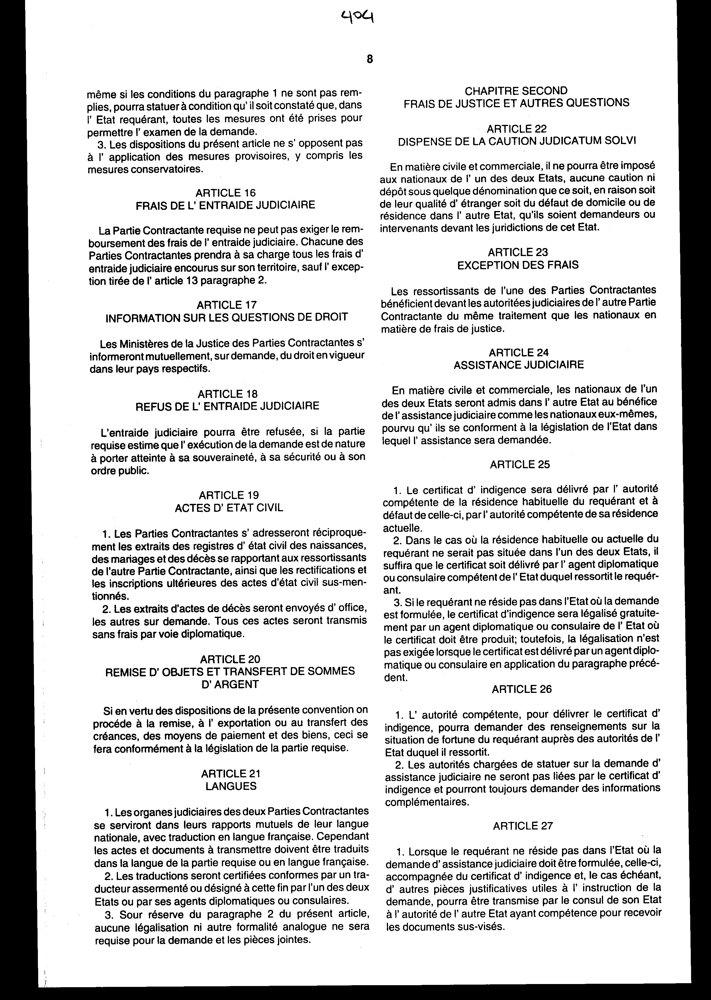 404
8
même si les conditions du paragraphe 1 ne sont pas rem-
plies, pourra statuer à condition qu' il soit constaté que, dans
l' Etat requérant, toutes les mesures ont été prises pour
permettre l' examen de la demande.
3. Les dispositions du présent article ne s' opposent pas
à l' application des mesures provisoires, y compris les
mesures conservatoires.
ARTICLE 16
FRAIS DE L' ENTRAIDE JUDICIAIRE
La Partie Contractante requise ne peut pas exiger le rem-
boursement des frais de l' entraide judiciaire. Chacune des
Parties Contractantes prendra à sa charge tous les frais d'
entraide judiciaire encourus sur son territoire, sauf l' excep-
tion tirée de l' article 13 paragraphe 2.
ARTICLE 17
INFORMATION SUR LES QUESTIONS DE DROIT
Les Ministères de la Justice des Parties Contractantes s'
informeront mutuellement, sur demande, du droit en vigueur
dans leur pays respectifs.
ARTICLE 18
REFUS DE L' ENTRAIDE JUDICIAIRE
L'entraide judiciaire pourra être refusée, si la partie
requise estime que l' exécution de la demande est de nature
à porter atteinte à sa souveraineté, à sa sécurité ou à son
ordre public.
ARTICLE 19
ACTES D' ETAT CIVIL
1. Les Parties Contractantes s' adresseront réciproque-
ment les extraits des registres d' état civil des naissances,
des mariages et des décès se rapportant aux ressortissants
de l'autre Partie Contractante, ainsi que les rectifications et
les inscriptions ultérieures des actes d'état civil sus-men-
tionnés.
2. Les extraits d'actes de décès seront envoyés d' office,
les autres sur demande. Tous ces actes seront transmis
sans frais par voie diplomatique.
ARTICLE 20
REMISE D' OBJETS ET TRANSFERT DE SOMMES
D' ARGENT
Si en vertu des dispositions de la présente convention on
procéde à la remise, à l' exportation ou au transfert des
créances, des moyens de paiement et des biens, ceci se
fera conformément à la législation de la partie requise.
ARTICLE 21
LANGUES
1. Les organes judiciaires des deux Parties Contractantes
se serviront dans leurs rapports mutuels de leur langue
nationale, avec traduction en langue française. Cependant
les actes et documents à transmettre doivent être traduits
dans la langue de la partie requise ou en langue française.
2. Les traductions seront certifiées conformes par un tra-
ducteur assermenté ou désigné à cette fin par l'un des deux
Etats ou par ses agents diplomatiques ou consulaires.
3. Sour réserve du paragraphe 2 du présent article,
aucune légalisation ni autre formalité analogue ne sera
requise pour la demande et les pièces jointes.
CHAPITRE SECOND
FRAIS DE JUSTICE ET AUTRES QUESTIONS
ARTICLE 22
DISPENSE DE LA CAUTION JUDICATUM SOLVI
En matière civile et commerciale, il ne pourra être imposé
aux nationaux de l' un des deux Etats, aucune caution ni
dépôt sous quelque dénomination que ce soit, en raison soit
de leur qualité d' étranger soit du défaut de domicile ou de
résidence dans l' autre Etat, qu'ils soient demandeurs ou
intervenants devant les juridictions de cet Etat.
ARTICLE 23
EXCEPTION DES FRAIS
Les ressortissants de l'une des Parties Contractantes
bénéficient devant les autoritées judiciaires de l' autre Partie
Contractante du même traitement que les nationaux en
matière de frais de justice.
ARTICLE 24
ASSISTANCE JUDICIAIRE
En matière civile et commerciale, les nationaux de l'un
des deux Etats seront admis dans l' autre Etat au bénéfice
de l' assistance judiciaire comme les nationaux eux-mêmes,
pourvu qu' ils se conforment à la législation de l'Etat dans
lequel l' assistance sera demandée.
ARTICLE 25
1. Le certificat d' indigence sera délivré par l' autorité
compétente de la résidence habituelle du requérant et à
défaut de celle-ci, par l' autorité compétente de sa résidence
actuelle.
2. Dans le cas où la résidence habituelle ou actuelle du
requérant ne serait pas située dans l'un des deux Etats, il
suffira que le certificat soit délivré par l' agent diplomatique
ou consulaire compétent de l' Etat duquel ressortit le requér-
ant.
3. Si le requérant ne réside pas dans l'Etat où la demande
est formulée, le certificat d'indigence sera légalisé gratuite-
ment par un agent diplomatique ou consulaire de l' Etat où
le certificat doit être produit; toutefois, la légalisation n'est
pas exigée lorsque le certificat est délivré par un agent diplo-
matique ou consulaire en application du paragraphe précé-
dent.
ARTICLE 26
1. L' autorité compétente, pour délivrer le certificat d'
indigence, pourra demander des renseignements sur la
situation de fortune du requérant auprès des autorités de l'
Etat duquel il ressortit.
2. Les autorités chargées de statuer sur la demande d'
assistance judiciaire ne seront pas liées par le certificat d'
indigence et pourront toujours demander des informations
complémentaires.
ARTICLE 27
1. Lorsque le requérant ne réside pas dans l'Etat où la
demande d' assistance judiciaire doit être formulée, celle-ci,
accompagnée du certificat d' indigence et, le cas échéant,
d' autres pièces justificatives utiles à l' instruction de la
demande, pourra être transmise par le consul de son Etat
à l' autorité de l' autre Etat ayant compétence pour recevoir
les documents sus-visés.